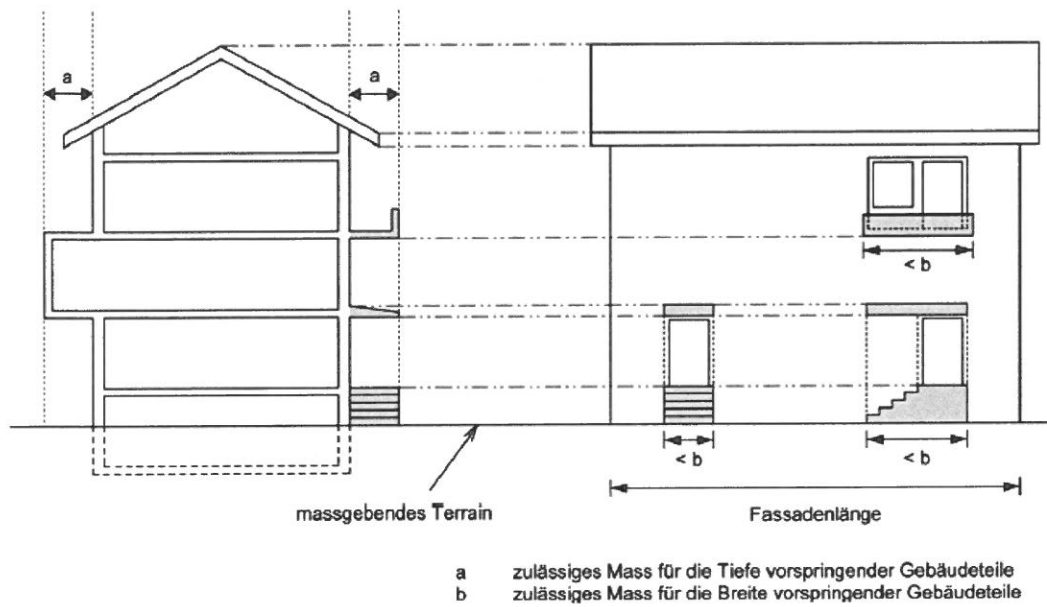 a
a
< b
< b
< b
massgebendes Terrain
Fassadenlänge
a zulässiges Mass für die Tiefe vorspringender Gebäudeteile
b zulässiges Mass für die Breite vorspringender Gebäudeteile